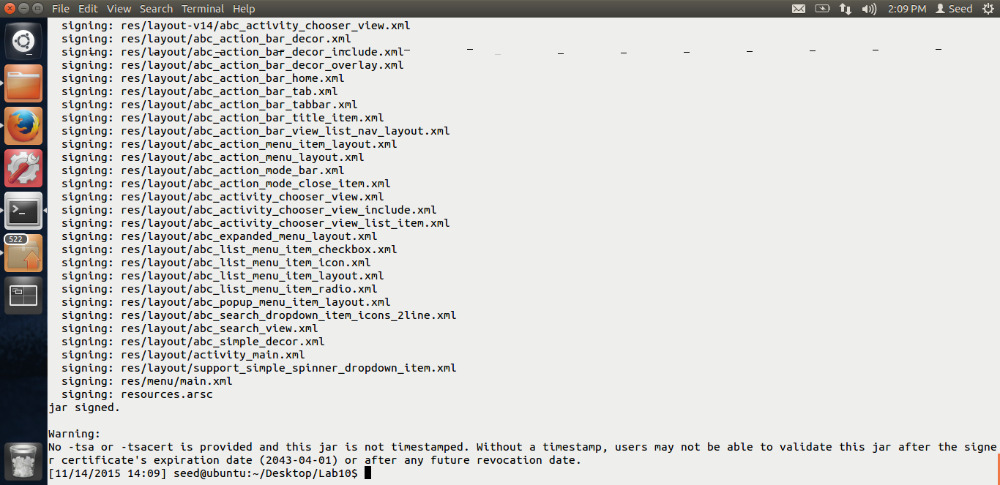 File Edit View Search Terminal Help 2:09 PM Seed
signing: res/layout-v14/abc_activity_chooser_view.xml
signing: res/layout/abc_action_bar_decor.xml
signing: res/layout/abc_action_bar_decor_include.xml
signing: res/layout/abc_action_bar_decor_overlay.xml
signing: res/layout/abc_action_bar_home.xml
signing: res/layout/abc_action_bar_tab.xml
signing: res/layout/abc_action_bar_tabbar.xml
signing: res/layout/abc_action_bar_title_item.xml
signing: res/layout/abc_action_bar_view_list_nav_layout.xml
signing: res/layout/abc_action_menu_item_layout.xml
signing: res/layout/abc_action_menu_layout.xml
signing: res/layout/abc_action_mode_bar.xml
signing: res/layout/abc_action_mode_close_item.xml
signing: res/layout/abc_activity_chooser_view.xml
signing: res/layout/abc_activity_chooser_view_include.xml
signing: res/layout/abc_activity_chooser_view_list_item.xml
signing: res/layout/abc_expanded_menu_layout.xml
signing: res/layout/abc_list_menu_item_checkbox.xml
signing: res/layout/abc_list_menu_item_icon.xml
signing: res/layout/abc_list_menu_item_layout.xml
signing: res/layout/abc_list_menu_item_radio.xml
signing: res/layout/abc_popup_menu_item_layout.xml
signing: res/layout/abc_search_dropdown_item_icons_2line.xml
signing: res/layout/abc_search_view.xml
signing: res/layout/abc_simple_decor.xml
signing: res/layout/activity_main.xml
signing: res/layout/support_simple_spinner_dropdown_item.xml
signing: res/menu/main.xml
signing: resources.arsc
jar signed.
Warning:
No -tsa or -tsacert is provided and this jar is not timestamped. Without a timestamp, users may not be able to validate this jar after the signe
r certificate's expiration date (2043-04-01) or after any future revocation date.
[11/14/2015 14:09] seed@ubuntu:~/Desktop/Lab10$
522